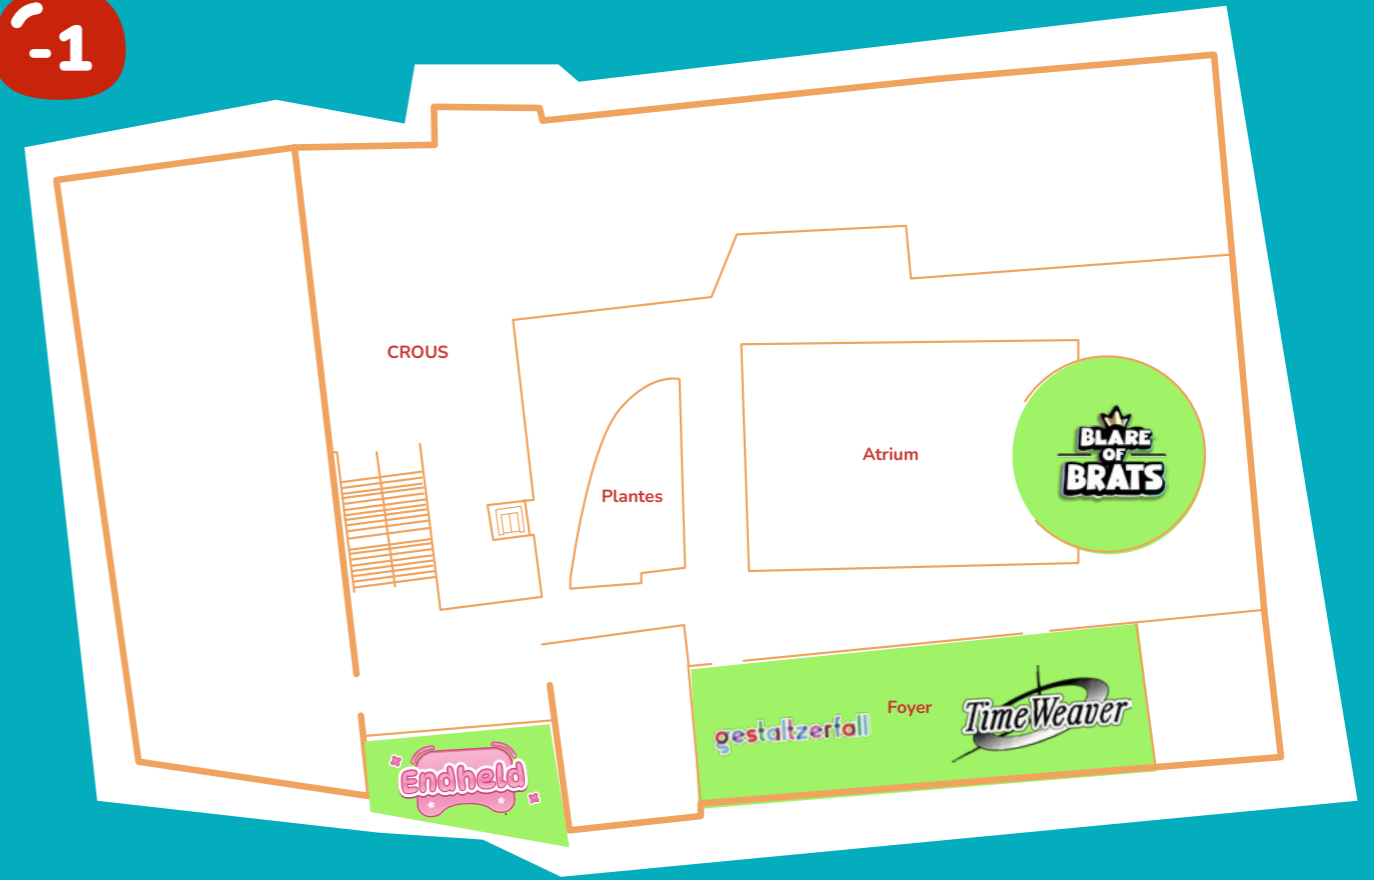 -1
CROUS
Plantes
Atrium
BLARE
OF
BRATS
gestaltzerfall
Foyer
TimeWeaver
Endheld